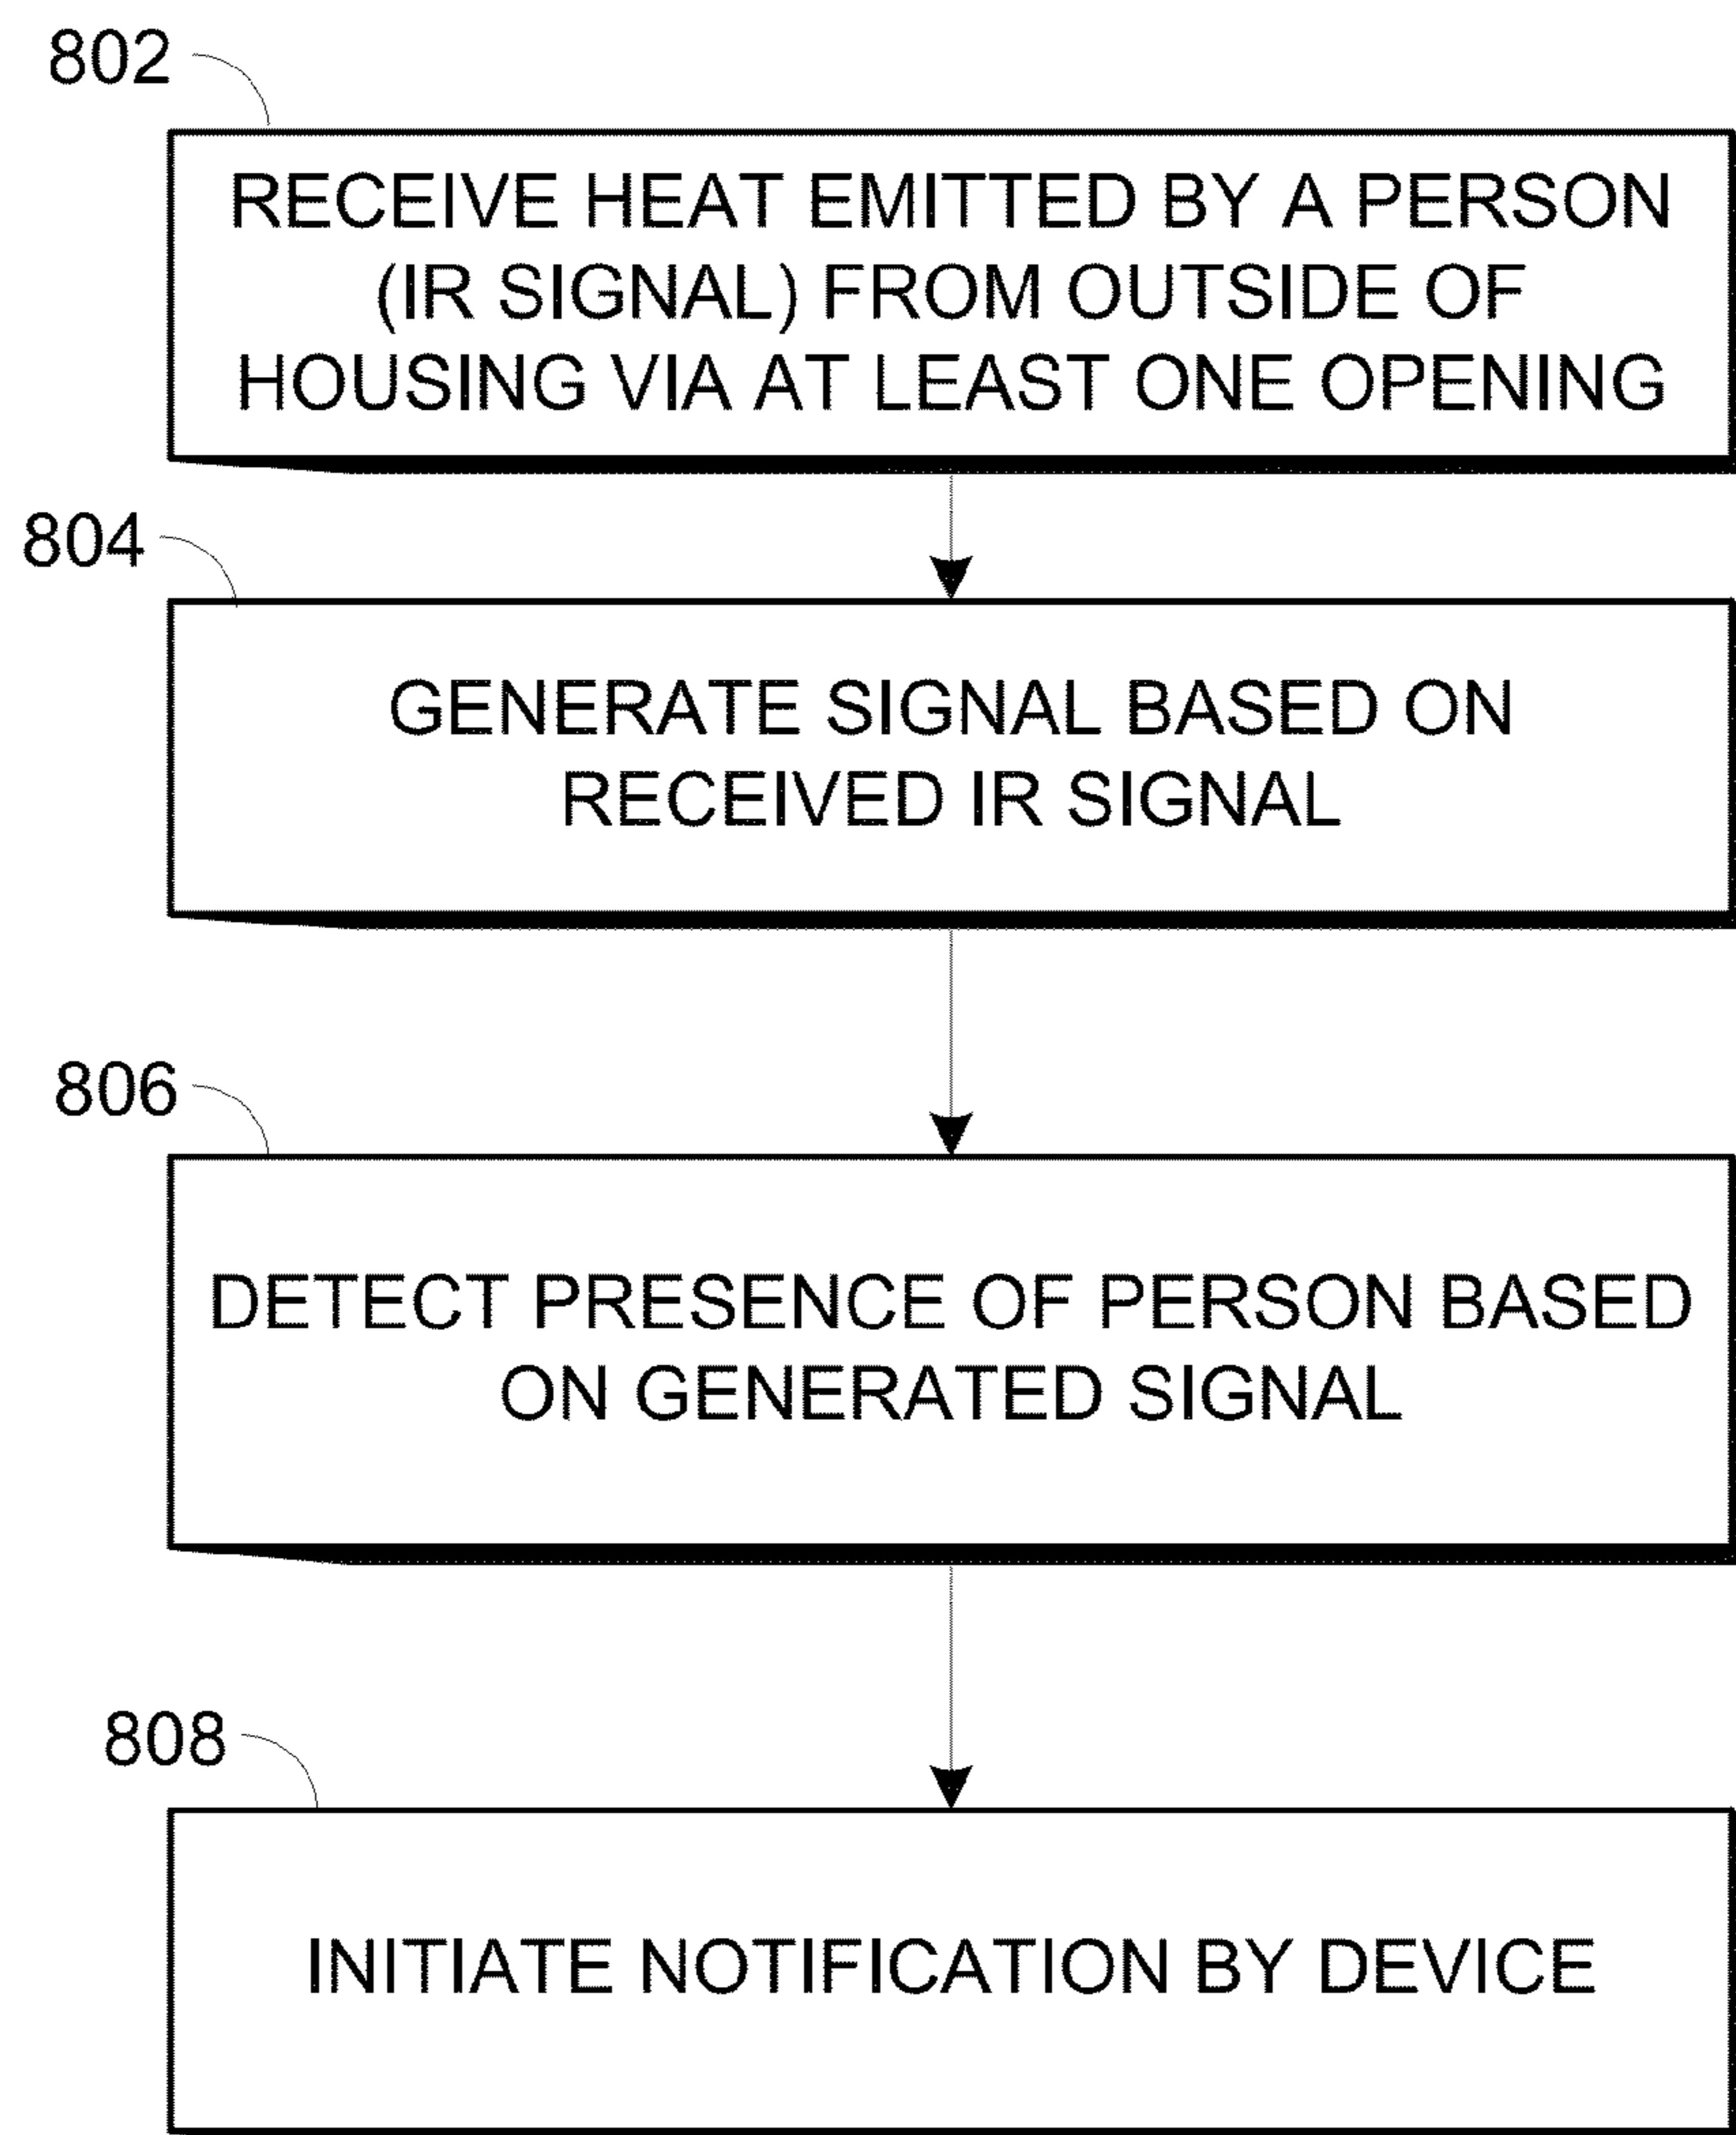 802
RECEIVE HEAT EMITTED BY A PERSON
(IR SIGNAL) FROM OUTSIDE OF
HOUSING VIA AT LEAST ONE OPENING
804
GENERATE SIGNAL BASED ON
RECEIVED IR SIGNAL
806
DETECT PRESENCE OF PERSON BASED
ON GENERATED SIGNAL
808
INITIATE NOTIFICATION BY DEVICE